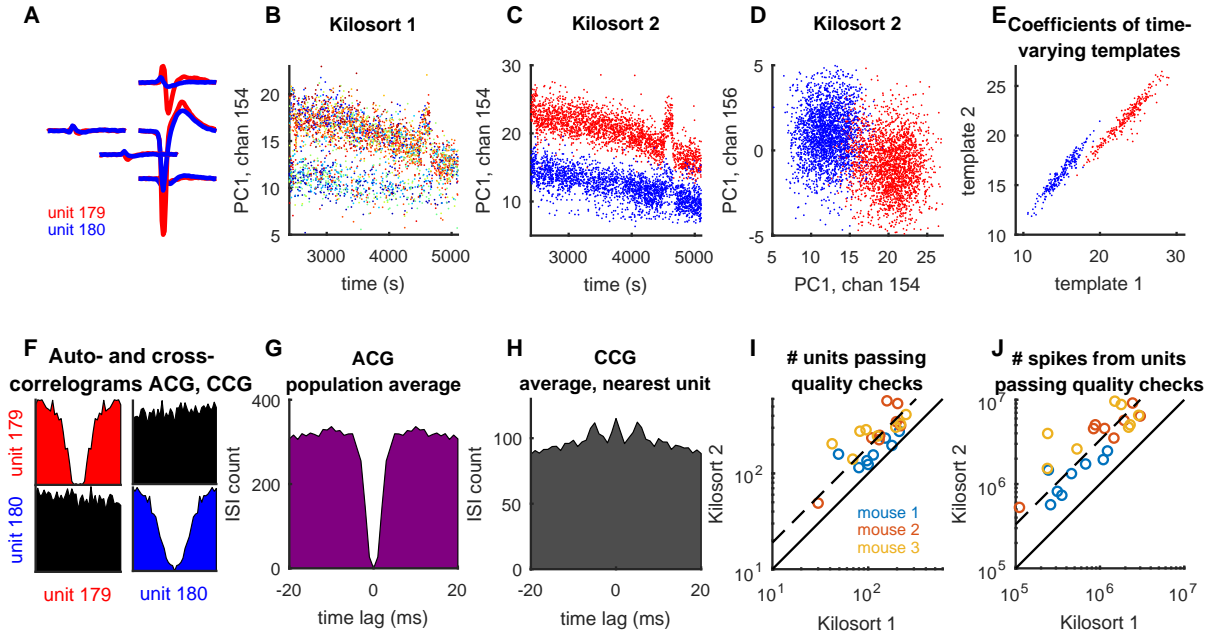 A
unit 179
unit 180
B
Kilosort 1
PC1, chan 154
20
15
10
5
3000
4000
5000
time (s)
C
Kilosort 2
PC1, chan 154
30
20
10
3000
4000
5000
time (s)
D
Kilosort 2
PC1, chan 156
5
0
-5
5
10
15
20
25
PC1, chan 154
E
Coefficients of time-
varying templates
template 2
25
20
15
10
10
20
30
template 1
F
Auto- and cross-
correlograms ACG, CCG
unit 179
unit 180
unit 179
unit 180
G
ACG
population average
ISI count
400
200
0
-20
0
20
time lag (ms)
H
CCG
average, nearest unit
ISI count
100
50
0
-20
0
20
time lag (ms)
I
# units passing
quality checks
Kilosort 2
10²
10¹
mouse 1
mouse 2
mouse 3
10¹
10²
Kilosort 1
J
# spikes from units
passing quality checks
Kilosort 2
10⁷
10⁶
10⁵
10⁵
10⁶
10⁷
Kilosort 1